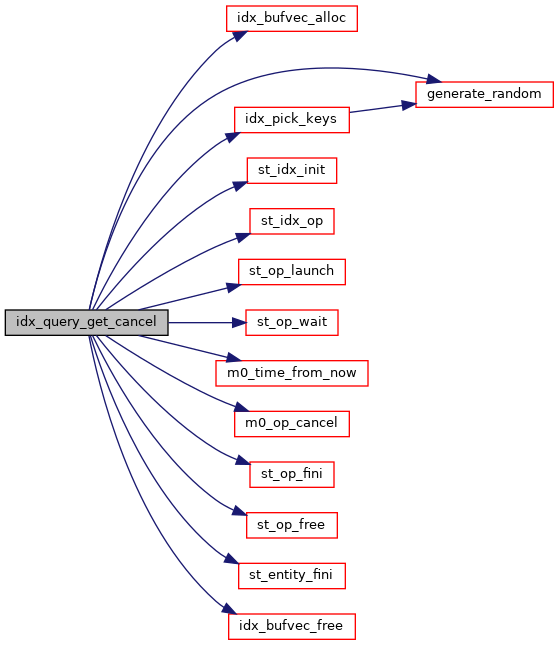 idx_bufvec_alloc
generate_random
idx_pick_keys
st_idx_init
st_idx_op
st_op_launch
idx_query_get_cancel
st_op_wait
m0_time_from_now
m0_op_cancel
st_op_fini
st_op_free
st_entity_fini
idx_bufvec_free